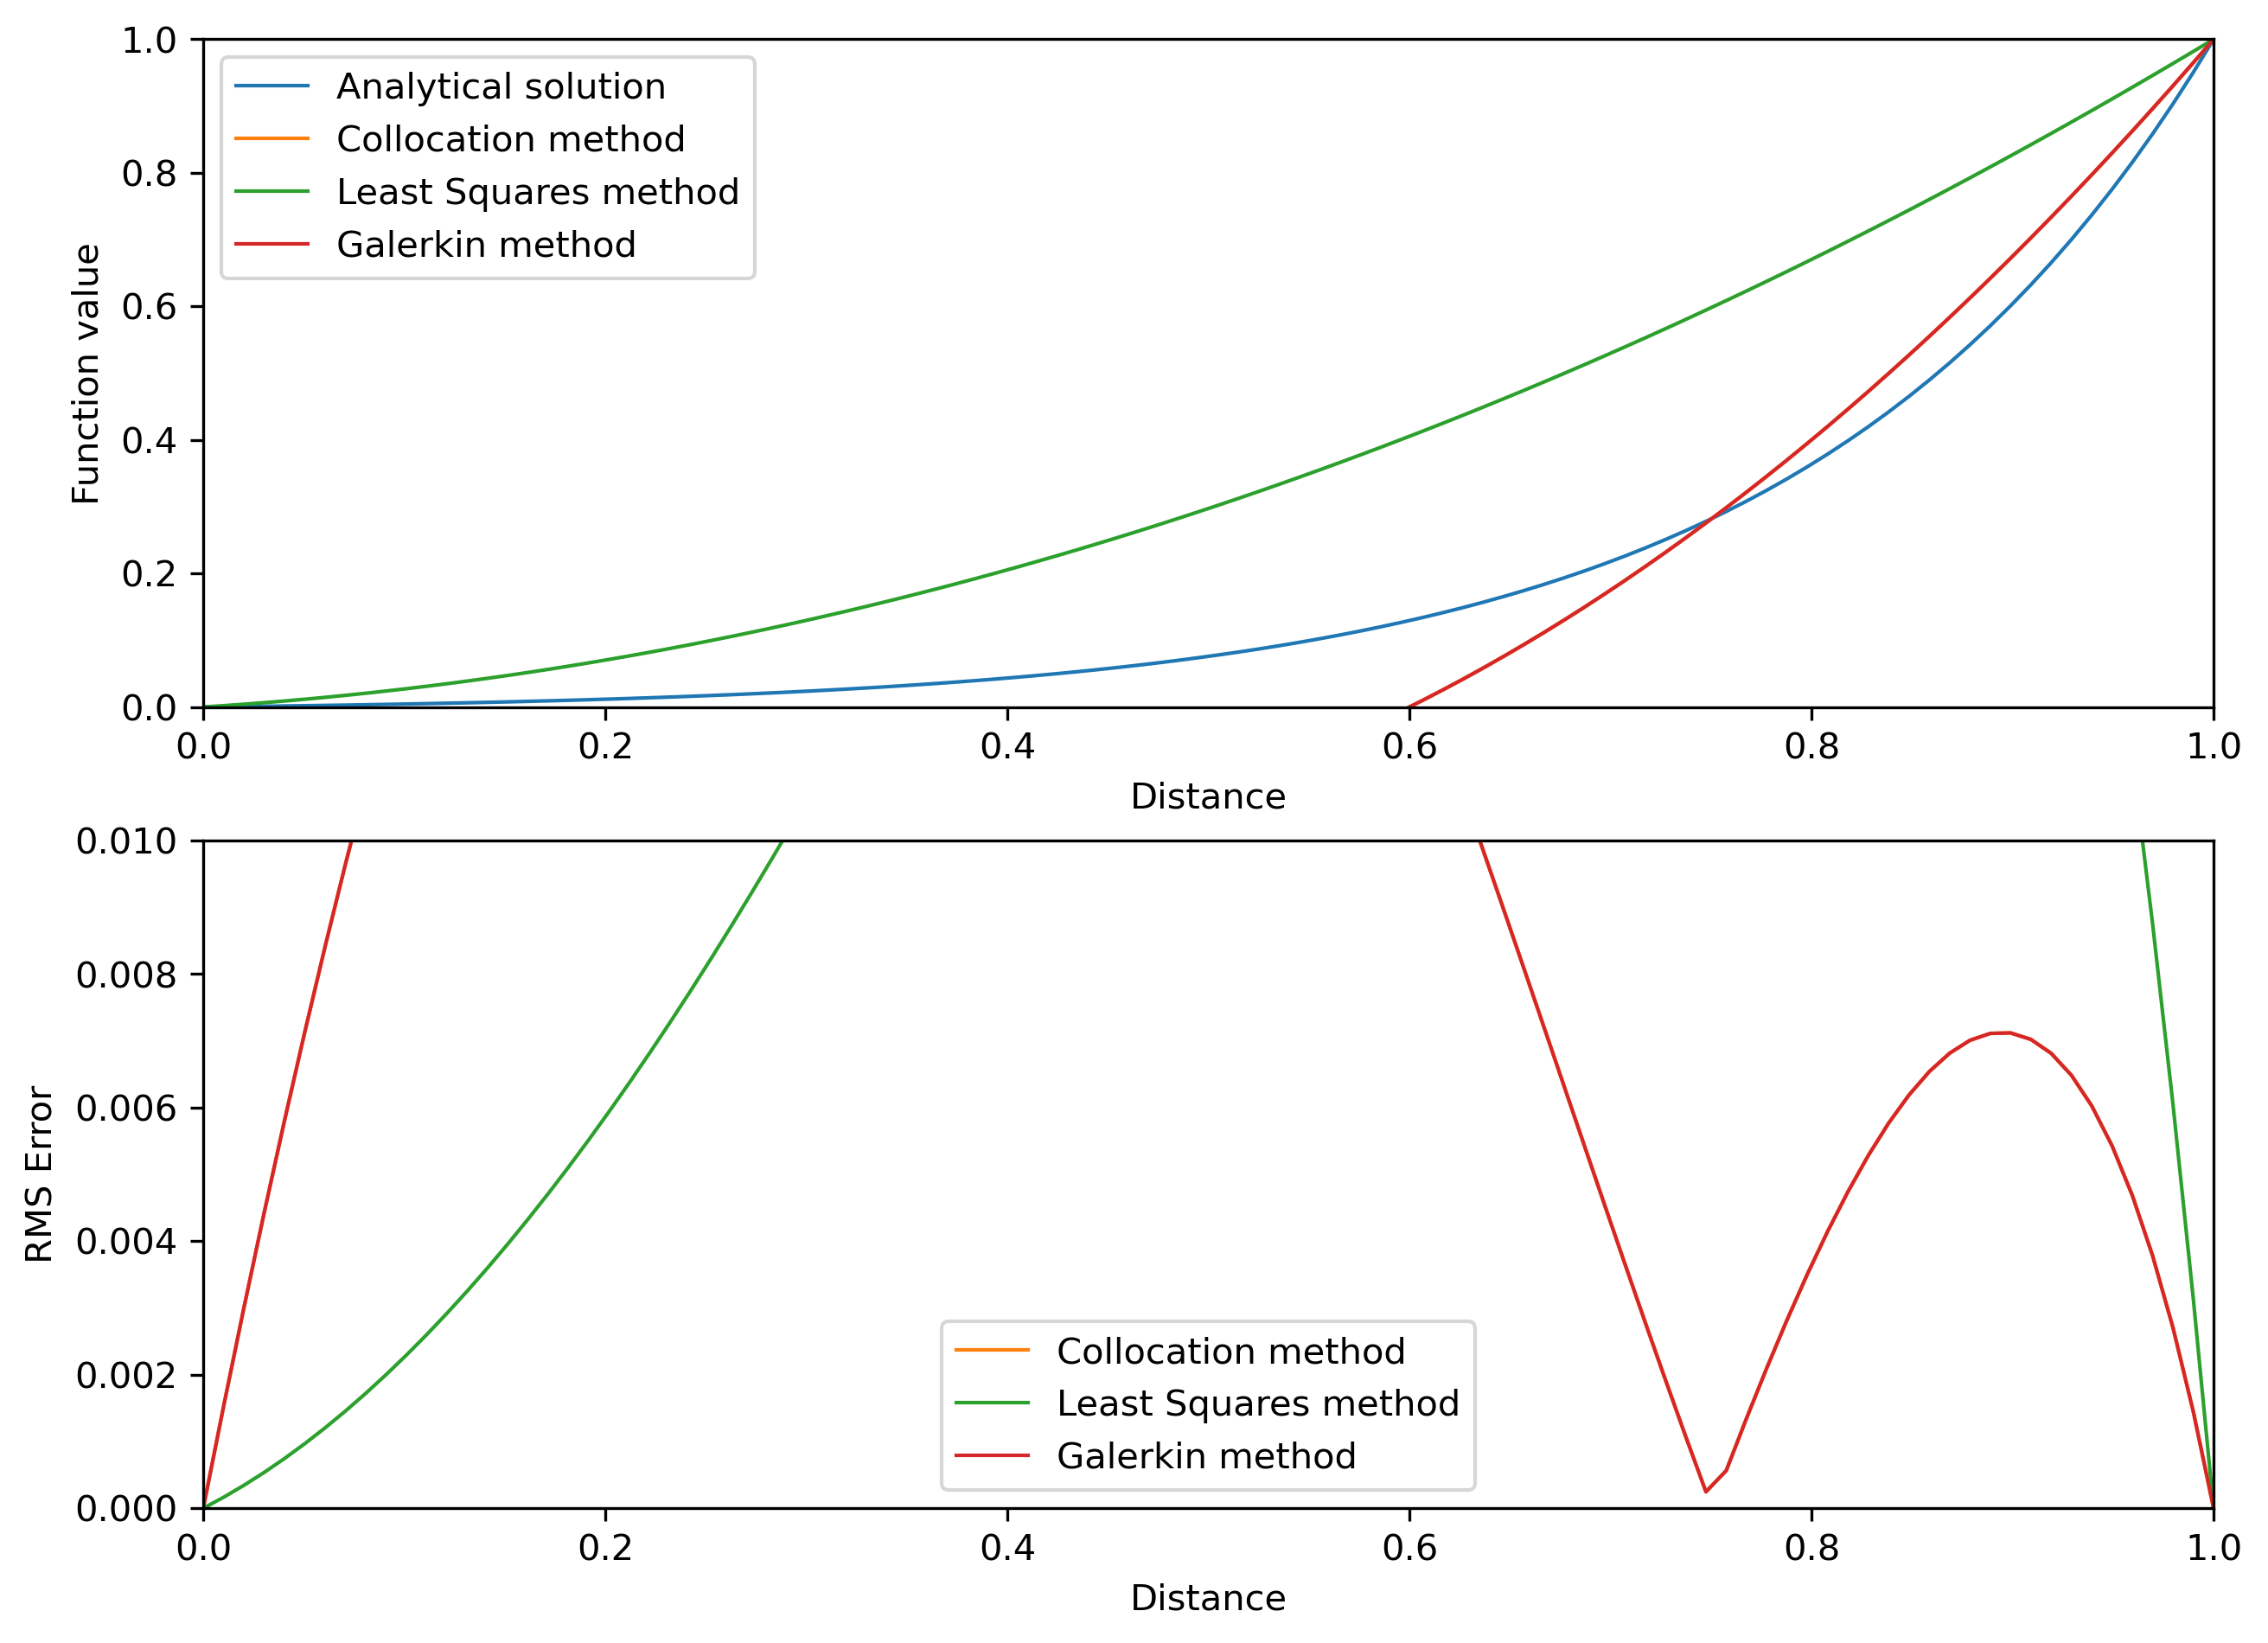 1.0
0.8
0.6
0.4
0.2
0.0
Function value
Analytical solution
Collocation method
Least Squares method
Galerkin method
0.0 0.2 0.4 0.6 0.8 1.0
Distance
0.010
0.008
0.006
0.004
0.002
0.000
RMS Error
Collocation method
Least Squares method
Galerkin method
0.0 0.2 0.4 0.6 0.8 1.0
Distance